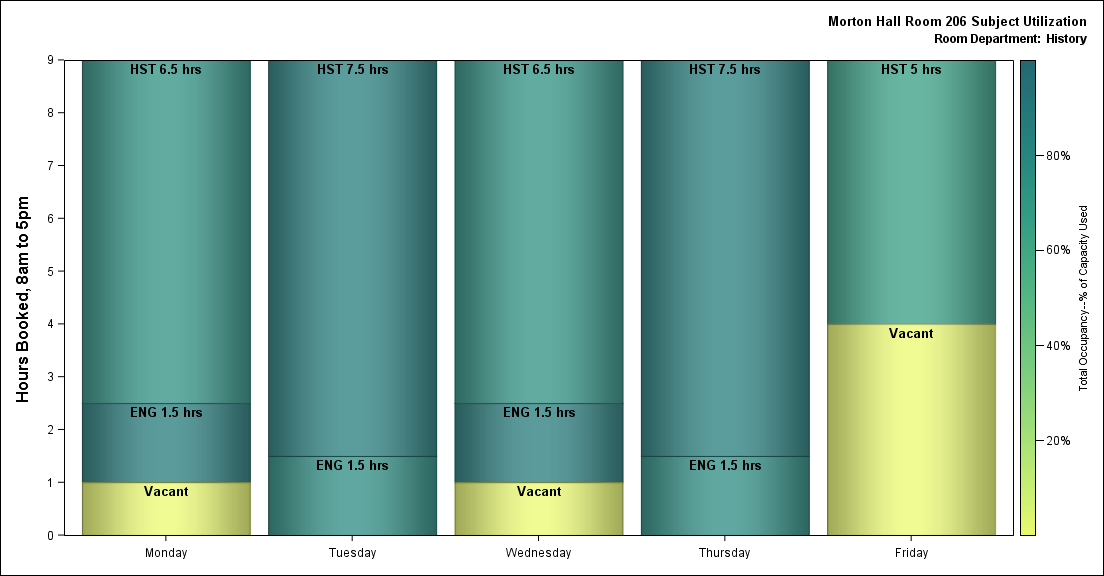 Morton Hall Room 206 Subject Utilization
Room Department: History
Hours Booked, 8am to 5pm
9
8
7
6
5
4
3
2
1
0
HST 6.5 hrs
ENG 1.5 hrs
Vacant
HST 7.5 hrs
ENG 1.5 hrs
HST 6.5 hrs
ENG 1.5 hrs
Vacant
HST 7.5 hrs
ENG 1.5 hrs
HST 5 hrs
Vacant
Monday
Tuesday
Wednesday
Thursday
Friday
80%
60%
40%
20%
Total Occupancy--% of Capacity Used